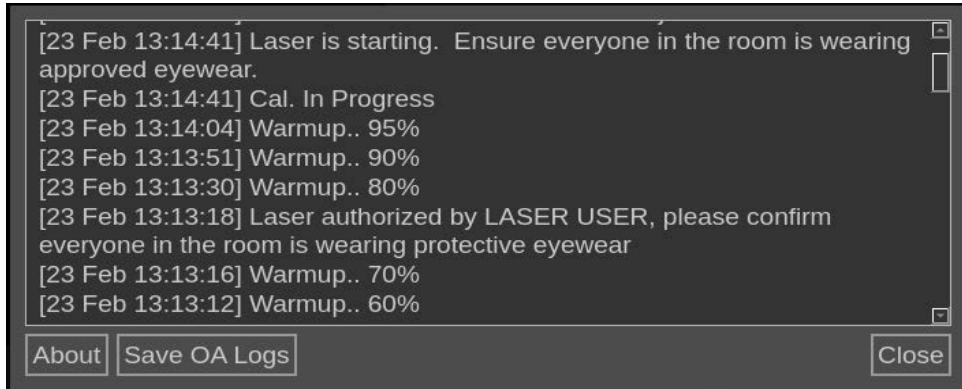 [23 Feb 13:14:41] Laser is starting.  Ensure everyone in the room is wearing
approved eyewear.
[23 Feb 13:14:41] Cal. In Progress
[23 Feb 13:14:04] Warmup.. 95%
[23 Feb 13:13:51] Warmup.. 90%
[23 Feb 13:13:30] Warmup.. 80%
[23 Feb 13:13:18] Laser authorized by LASER USER, please confirm
everyone in the room is wearing protective eyewear
[23 Feb 13:13:16] Warmup.. 70%
[23 Feb 13:13:12] Warmup.. 60%
About Save OA Logs Close